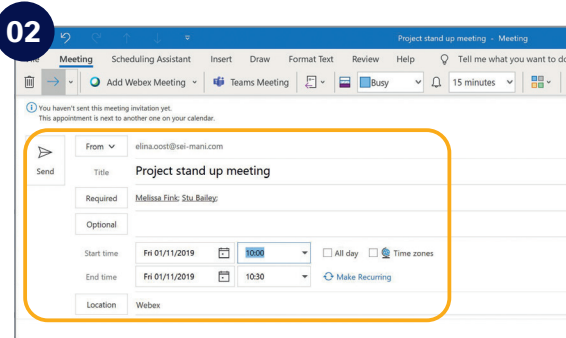 02
Project stand up meeting - Meeting
Meeting Scheduling Assistant Insert Draw Format Text Review Help Tell me what you want to do
Add Webex Meeting Teams Meeting Busy 15 minutes
You haven't sent this meeting invitation yet.
This appointment is next to another one on your calendar.
From elina.oost@sei-mani.com
Send
Title Project stand up meeting
Required Melissa Fink; Stu Bailey;
Optional
Start time Fri 01/11/2019 10:00 All day Time zones
End time Fri 01/11/2019 10:30 Make Recurring
Location Webex